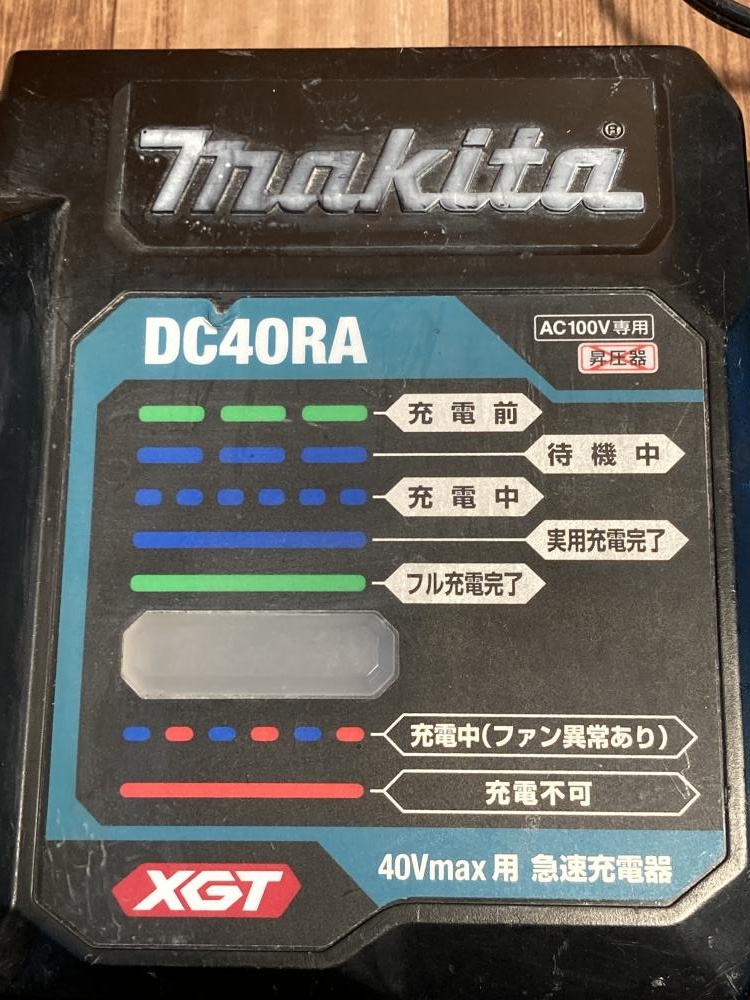 makita®
DC40RA
AC100V専用
昇圧器
充電前
待機中
充電中
実用充電完了
フル充電完了
充電中(ファン異常あり)
充電不可
XGT
40Vmax用 急速充電器